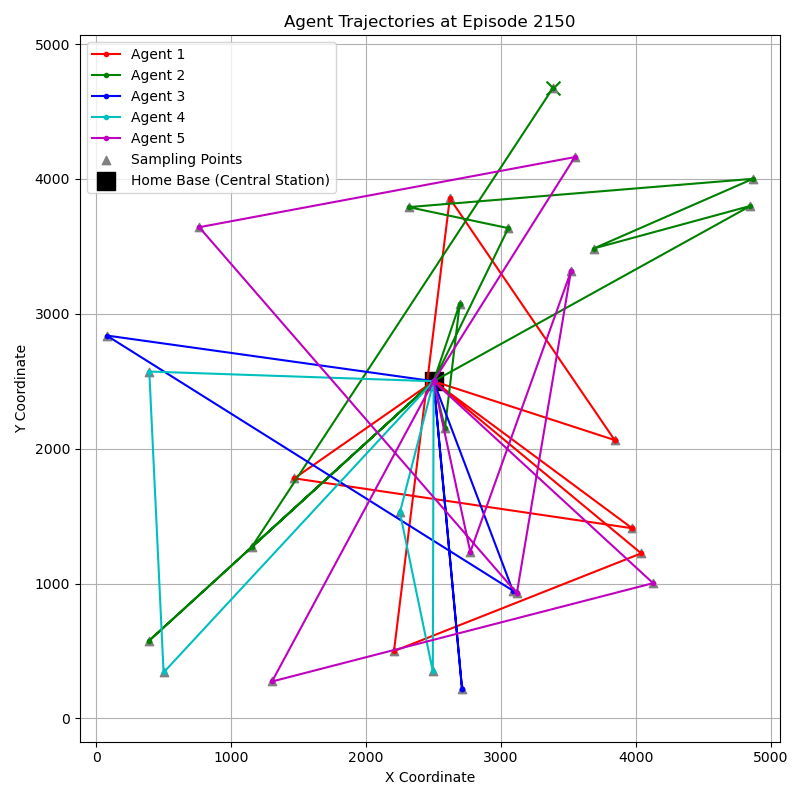 Agent Trajectories at Episode 2150
5000
4000
3000
2000
1000
0
Y Coordinate
Agent 1
Agent 2
Agent 3
Agent 4
Agent 5
Sampling Points
Home Base (Central Station)
0 1000 2000 3000 4000 5000
X Coordinate